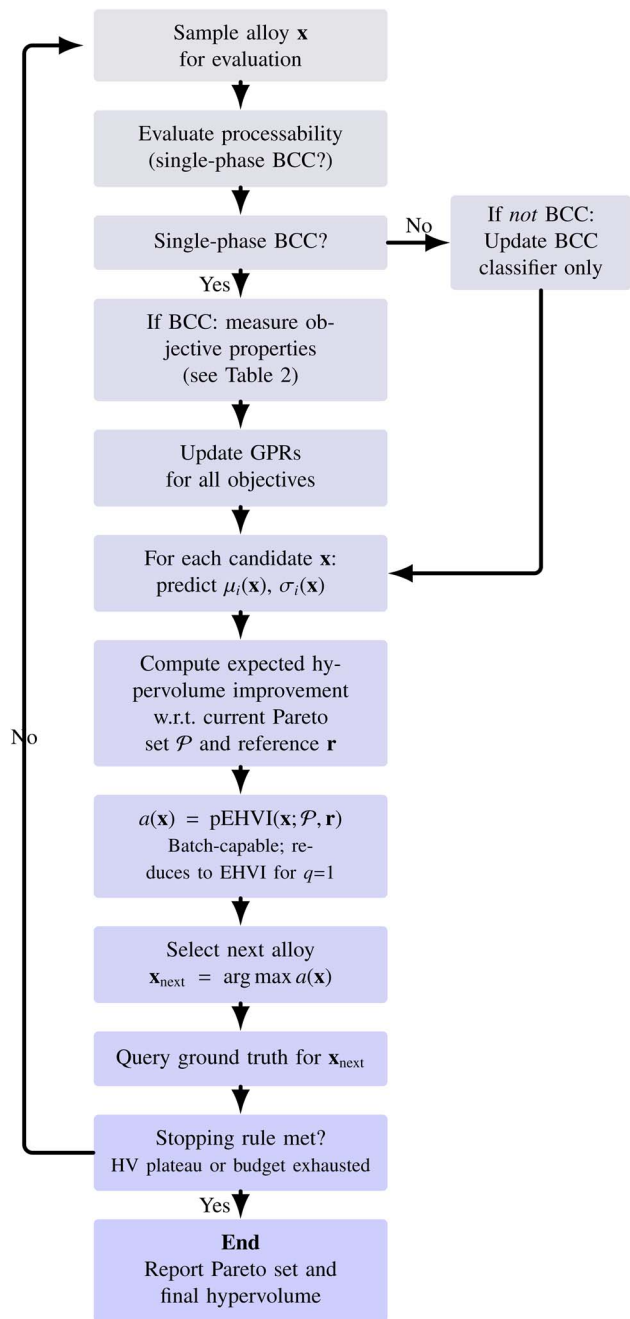 Sample alloy x
for evaluation
Evaluate processability
(single-phase BCC?)
Single-phase BCC?
No
If not BCC:
Update BCC
classifier only
Yes
If BCC: measure ob-
jective properties
(see Table 2)
Update GPRs
for all objectives
For each candidate x:
predict μᵢ(x), σᵢ(x)
Compute expected hy-
pervolume improvement
w.r.t. current Pareto
set 𝒫 and reference r
No
a(x) = pEHVI(x; 𝒫, r)
Batch-capable; re-
duces to EHVI for q=1
Select next alloy
x_next = arg max a(x)
Query ground truth for x_next
Stopping rule met?
HV plateau or budget exhausted
Yes
End
Report Pareto set and
final hypervolume